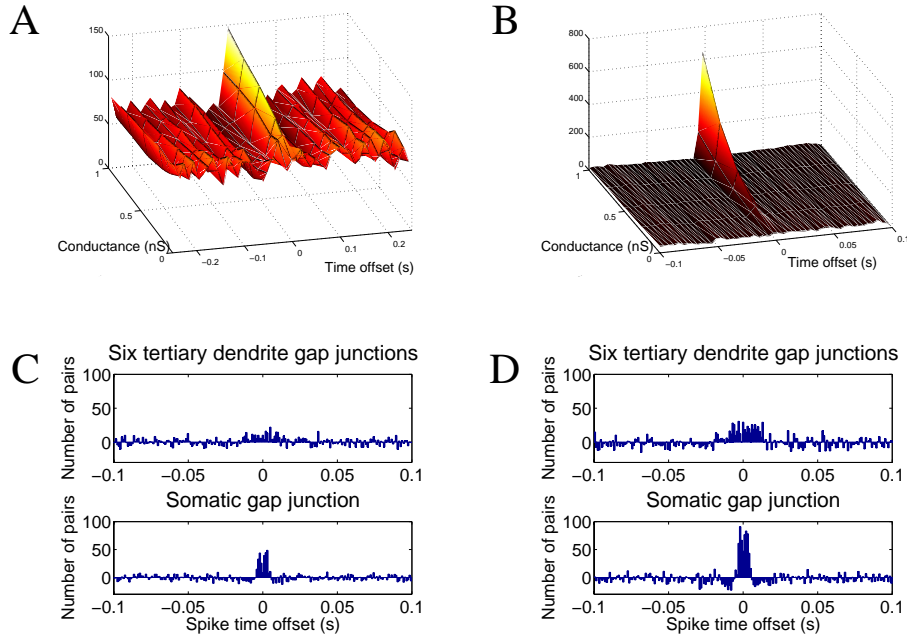 A
150
100
50
0
1
0.5
0
Conductance (nS)
−0.2
−0.1
0
0.1
0.2
Time offset (s)
B
800
600
400
200
0
1
0.5
0
Conductance (nS)
−0.1
−0.05
0
0.05
0.1
Time offset (s)
C
Six tertiary dendrite gap junctions
Number of pairs
100
50
0
−0.1 −0.05 0 0.05 0.1
Somatic gap junction
Number of pairs
100
50
0
−0.1 −0.05 0 0.05 0.1
Spike time offset (s)
D
Six tertiary dendrite gap junctions
Number of pairs
100
50
0
−0.1 −0.05 0 0.05 0.1
Somatic gap junction
Number of pairs
100
50
0
−0.1 −0.05 0 0.05 0.1
Spike time offset (s)